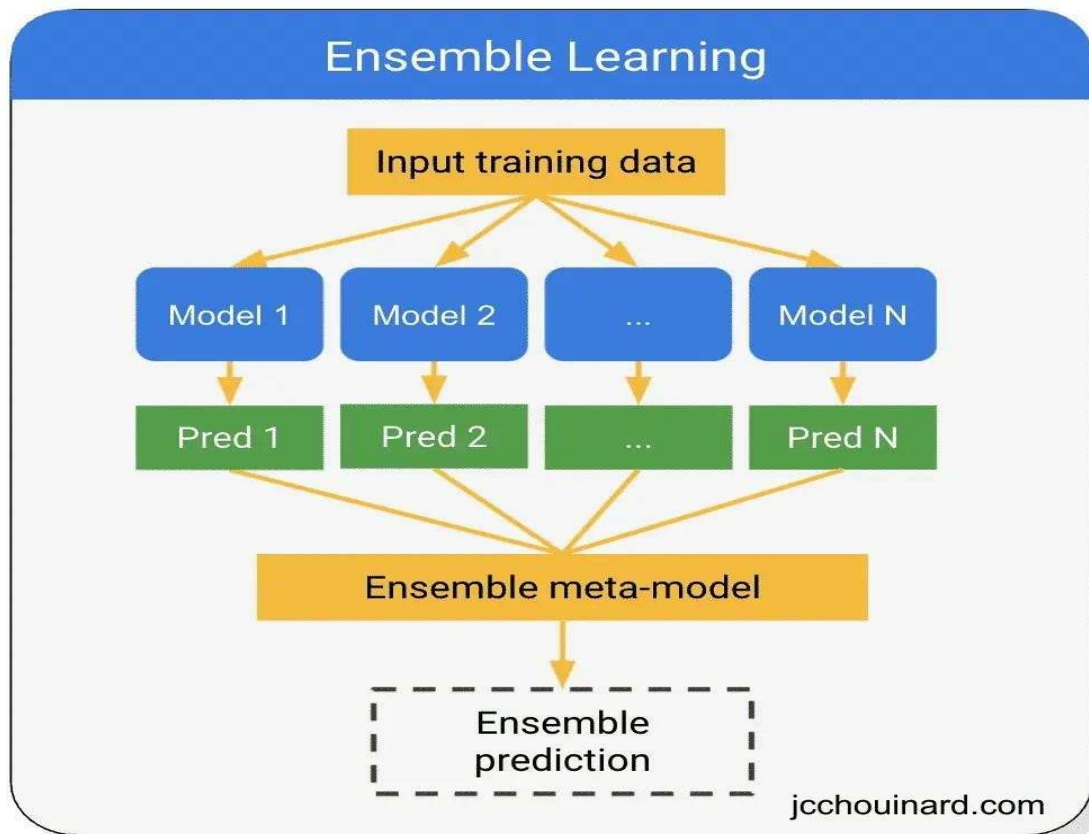 Ensemble Learning
Input training data
Model 1
Model 2
...
Model N
Pred 1
Pred 2
...
Pred N
Ensemble meta-model
Ensemble
prediction
jcchouinard.com